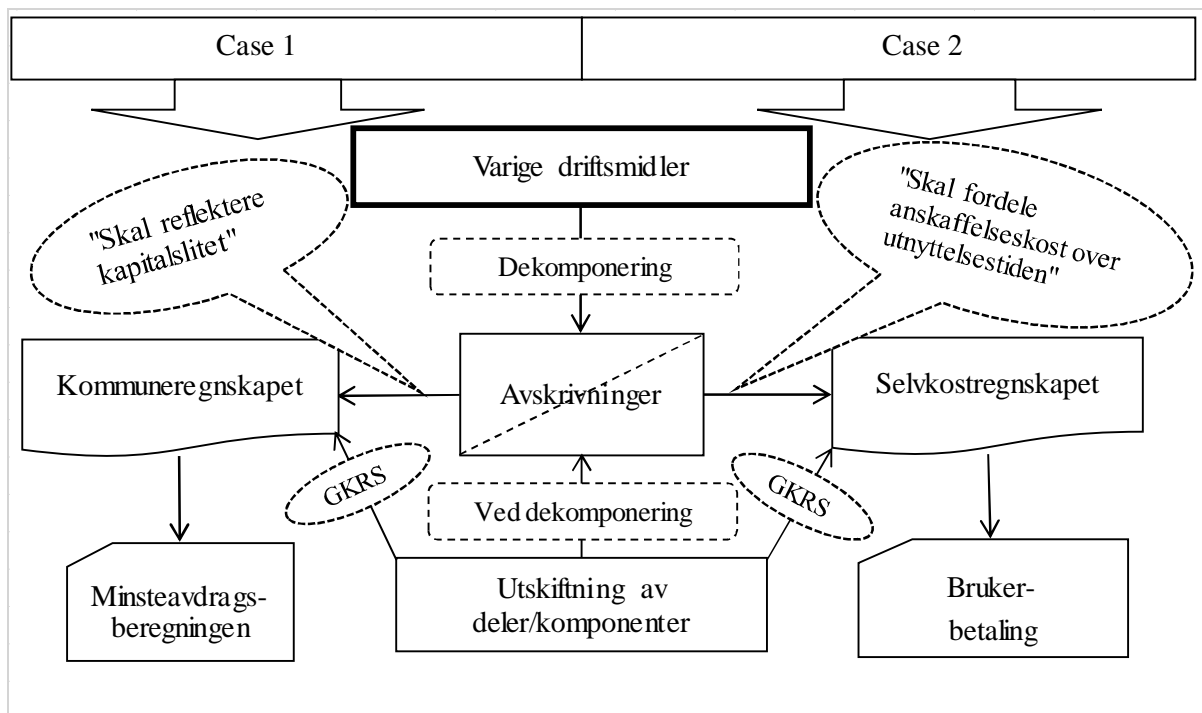 Case 1
Case 2
Varige driftsmidler
"Skal reflektere
kapitalslitet"
"Skal fordele
anskaffelseskost over
utnyttelsestiden"
Dekomponering
Kommuneregnskapet
Avskrivninger
Selvkostregnskapet
GKRS
GKRS
Ved dekomponering
Minsteavdrags-
beregningen
Utskiftning av
deler/komponenter
Bruker-
betaling